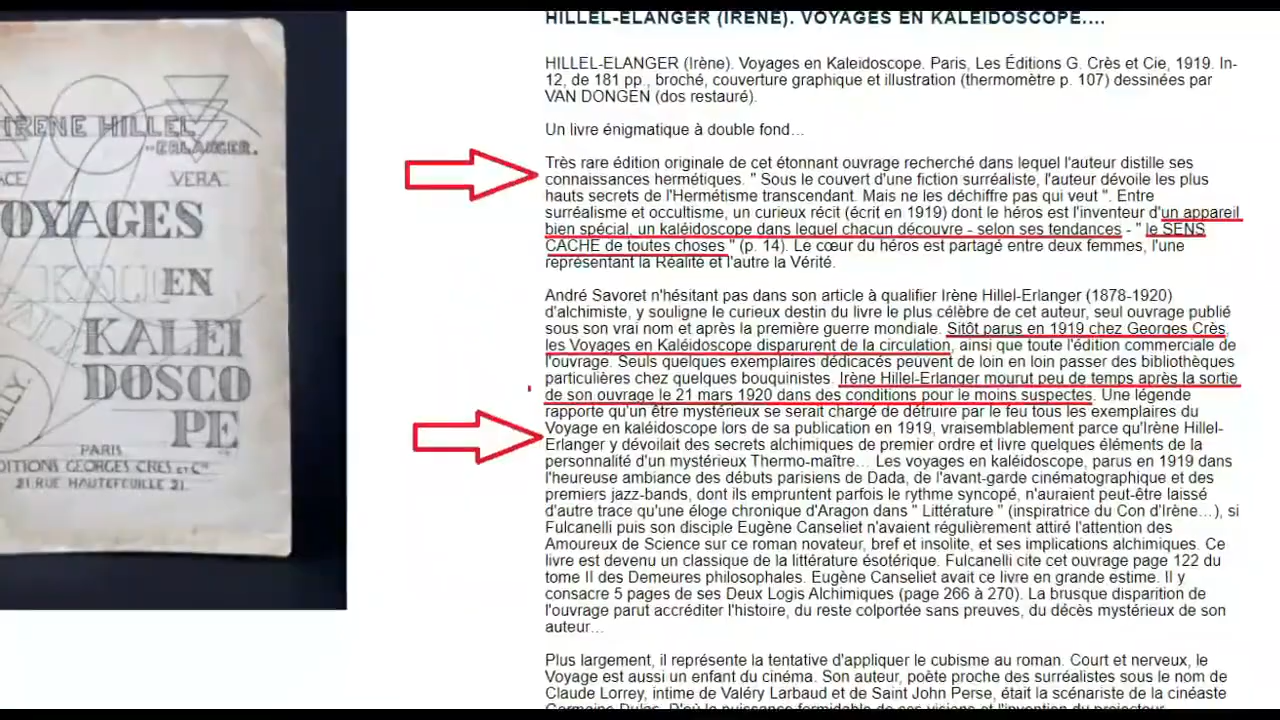 IRENE HILLEL
-ERLANGER.
ACE VERA
OYAGES
EN
KALEI
DOSCO
PE
PARIS
DITIONS GEORGES CRES ET Cie
21. RUE HAUTEFEUILLE 21.
HILLEL-ELANGER (IRENE). VOYAGES EN KALEIDOSCOPE....
HILLEL-ELANGER (Irène). Voyages en Kaleidoscope. Paris, Les Éditions G. Crès et Cie, 1919. In-
12, de 181 pp., broché, couverture graphique et illustration (thermomètre p. 107) dessinées par
VAN DONGEN (dos restauré).
Un livre énigmatique à double fond…
Très rare édition originale de cet étonnant ouvrage recherché dans lequel l'auteur distille ses
connaissances hermétiques. " Sous le couvert d'une fiction surréaliste, l'auteur dévoile les plus
hauts secrets de l'Hermétisme transcendant. Mais ne les déchiffre pas qui veut ". Entre
surréalisme et occultisme, un curieux récit (écrit en 1919) dont le héros est l'inventeur d'un appareil
bien spécial, un kaléidoscope dans lequel chacun découvre - selon ses tendances - " le SENS
CACHE de toutes choses " (p. 14). Le cœur du héros est partagé entre deux femmes, l'une
représentant la Réalité et l'autre la Vérité.
André Savoret n'hésitant pas dans son article à qualifier Irène Hillel-Erlanger (1878-1920)
d'alchimiste, y souligne le curieux destin du livre le plus célèbre de cet auteur, seul ouvrage publié
sous son vrai nom et après la première guerre mondiale. Sitôt parus en 1919 chez Georges Crès,
les Voyages en Kaléidoscope disparurent de la circulation, ainsi que toute l'édition commerciale de
l'ouvrage. Seuls quelques exemplaires dédicacés peuvent de loin en loin passer des bibliothèques
particulières chez quelques bouquinistes. Irène Hillel-Erlanger mourut peu de temps après la sortie
de son ouvrage le 21 mars 1920 dans des conditions pour le moins suspectes. Une légende
rapporte qu'un être mystérieux se serait chargé de détruire par le feu tous les exemplaires du
Voyage en kaléidoscope lors de sa publication en 1919, vraisemblablement parce qu'Irène Hillel-
Erlanger y dévoilait des secrets alchimiques de premier ordre et livre quelques éléments de la
personnalité d'un mystérieux Thermo-maître… Les voyages en kaléidoscope, parus en 1919 dans
l'heureuse ambiance des débuts parisiens de Dada, de l'avant-garde cinématographique et des
premiers jazz-bands, dont ils empruntent parfois le rythme syncopé, n'auraient peut-être laissé
d'autre trace qu'une éloge chronique d'Aragon dans " Littérature " (inspiratrice du Con d'Irène…), si
Fulcanelli puis son disciple Eugène Canseliet n'avaient régulièrement attiré l'attention des
Amoureux de Science sur ce roman novateur, bref et insolite, et ses implications alchimiques. Ce
livre est devenu un classique de la littérature ésotérique. Fulcanelli cite cet ouvrage page 122 du
tome II des Demeures philosophales. Eugène Canseliet avait ce livre en grande estime. Il y
consacre 5 pages de ses Deux Logis Alchimiques (page 266 à 270). La brusque disparition de
l'ouvrage parut accréditer l'histoire, du reste colportée sans preuves, du décès mystérieux de son
auteur…
Plus largement, il représente la tentative d'appliquer le cubisme au roman. Court et nerveux, le
Voyage est aussi un enfant du cinéma. Son auteur, poète proche des surréalistes sous le nom de
Claude Lorrey, intime de Valéry Larbaud et de Saint John Perse, était la scénariste de la cinéaste
Germaine Dulac. D'où la puissance formidable de ces visions et l'invention du projecteur